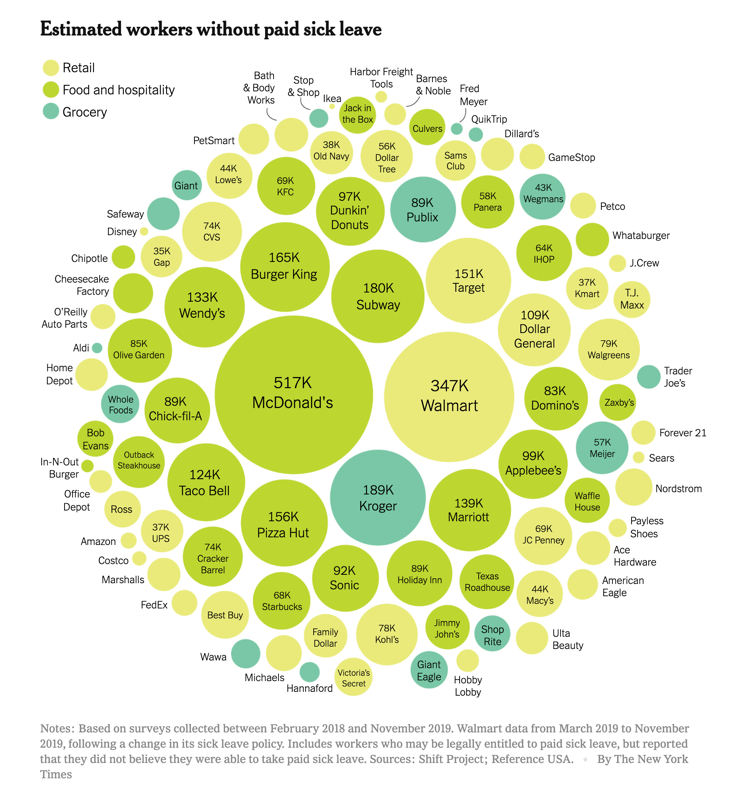 Estimated workers without paid sick leave
Retail
Food and hospitality
Grocery
Bath
& Body
Works
Stop
& Shop
Ikea
Harbor Freight
Tools
Barnes
& Noble
Fred
Meyer
QuikTrip
Dillard's
GameStop
PetSmart
Jack in
the Box
Culvers
38K
Old Navy
56K
Dollar
Tree
Sams
Club
44K
Lowe's
69K
KFC
97K
Dunkin'
Donuts
89K
Publix
58K
Panera
43K
Wegmans
Petco
Giant
Safeway
Disney
74K
CVS
Whataburger
Chipotle
35K
Gap
165K
Burger King
180K
Subway
151K
Target
64K
IHOP
J.Crew
Cheesecake
Factory
133K
Wendy's
37K
Kmart
T.J.
Maxx
O'Reilly
Auto Parts
109K
Dollar
General
Aldi
85K
Olive Garden
79K
Walgreens
Home
Depot
517K
McDonald's
347K
Walmart
Trader
Joe's
Whole
Foods
89K
Chick-fil-A
83K
Domino's
Zaxby's
Bob
Evans
Forever 21
57K
Meijer
Outback
Steakhouse
In-N-Out
Burger
99K
Applebee's
Sears
124K
Taco Bell
189K
Kroger
Nordstrom
Office
Depot
139K
Marriott
Waffle
House
Ross
156K
Pizza Hut
Payless
Shoes
37K
UPS
69K
JC Penney
Amazon
Ace
Hardware
Costco
74K
Cracker
Barrel
Marshalls
92K
Sonic
89K
Holiday Inn
Texas
Roadhouse
American
Eagle
44K
Macy's
68K
Starbucks
FedEx
Best Buy
Family
Dollar
78K
Kohl's
Jimmy
John's
Shop
Rite
Ulta
Beauty
Wawa
Michaels
Hannaford
Victoria's
Secret
Giant
Eagle
Hobby
Lobby
Notes: Based on surveys collected between February 2018 and November 2019. Walmart data from March 2019 to November
2019, following a change in its sick leave policy. Includes workers who may be legally entitled to paid sick leave, but reported
that they did not believe they were able to take paid sick leave. Sources: Shift Project; Reference USA. • By The New York
Times